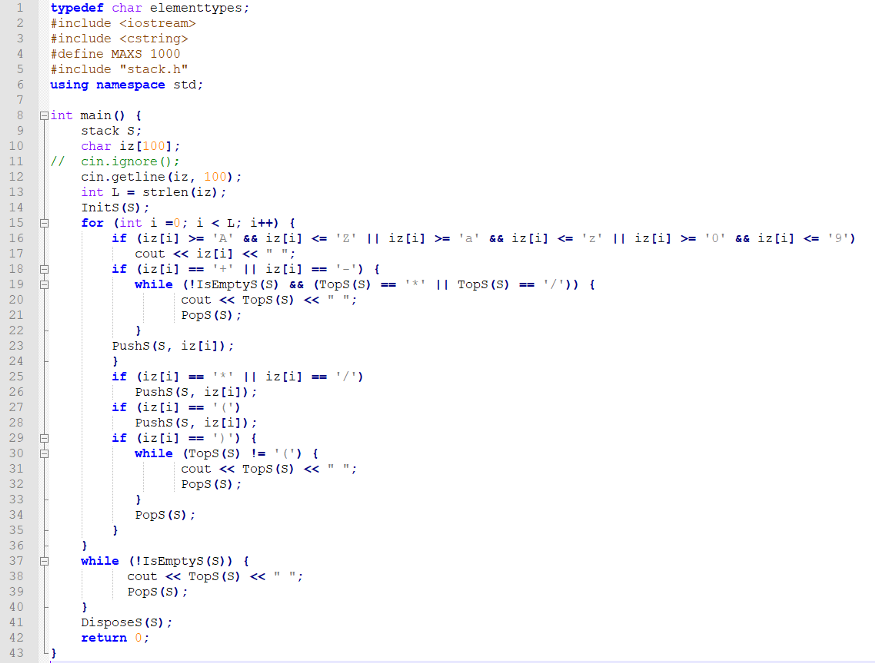 1 typedef char elementtypes;
2 #include <iostream>
3 #include <cstring>
4 #define MAXS 1000
5 #include "stack.h"
6 using namespace std;
7
8 int main() {
9 stack S;
10 char iz[100];
11 // cin.ignore();
12 cin.getline(iz, 100);
13 int L = strlen(iz);
14 InitS(S);
15 for (int i =0; i < L; i++) {
16 if (iz[i] >= 'A' && iz[i] <= 'Z' || iz[i] >= 'a' && iz[i] <= 'z' || iz[i] >= '0' && iz[i] <= '9')
17 cout << iz[i] << " ";
18 if (iz[i] == '+' || iz[i] == '-') {
19 while (!IsEmptyS(S) && (TopS(S) == '*' || TopS(S) == '/')) {
20 cout << TopS(S) << " ";
21 PopS(S);
22 }
23 PushS(S, iz[i]);
24 }
25 if (iz[i] == '*' || iz[i] == '/')
26 PushS(S, iz[i]);
27 if (iz[i] == '(')
28 PushS(S, iz[i]);
29 if (iz[i] == ')') {
30 while (TopS(S) != '(') {
31 cout << TopS(S) << " ";
32 PopS(S);
33 }
34 PopS(S);
35 }
36 }
37 while (!IsEmptyS(S)) {
38 cout << TopS(S) << " ";
39 PopS(S);
40 }
41 DisposeS(S);
42 return 0;
43 }